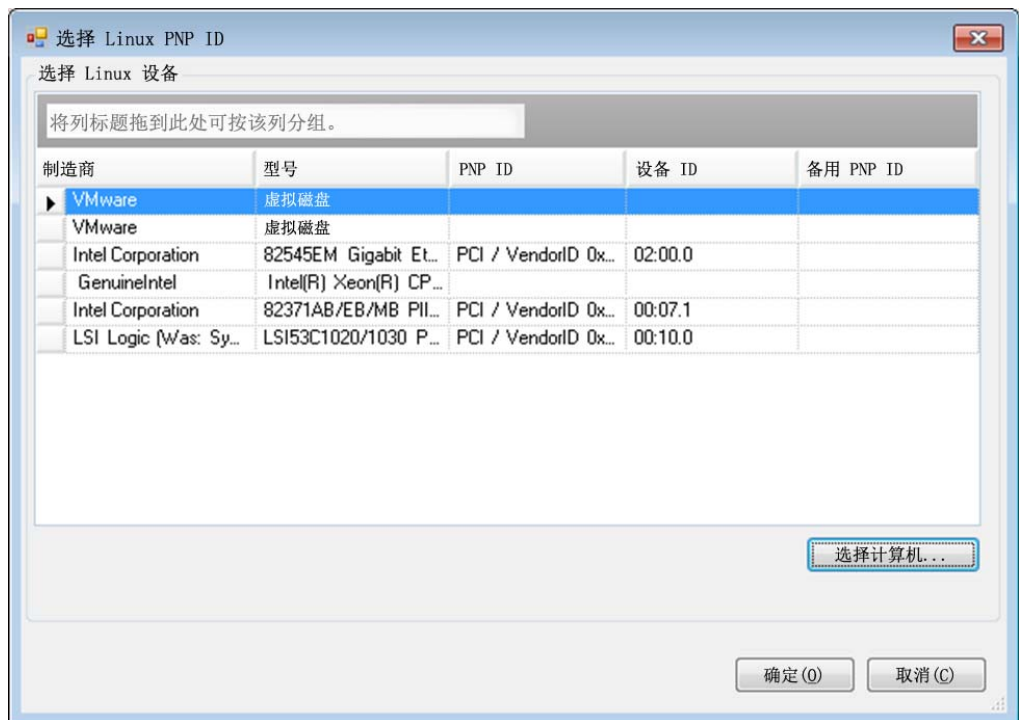 选择 Linux PNP ID
选择 Linux 设备
将列标题拖到此处可按该列分组。
制造商 型号 PNP ID 设备 ID 备用 PNP ID
VMware 虚拟磁盘
VMware 虚拟磁盘
Intel Corporation 82545EM Gigabit Et... PCI / VendorID 0x... 02:00.0
GenuineIntel Intel(R) Xeon(R) CP...
Intel Corporation 82371AB/EB/MB PII... PCI / VendorID 0x... 00:07.1
LSI Logic (Was: Sy... LSI53C1020/1030 P... PCI / VendorID 0x... 00:10.0
选择计算机...
确定(O) 取消(C)